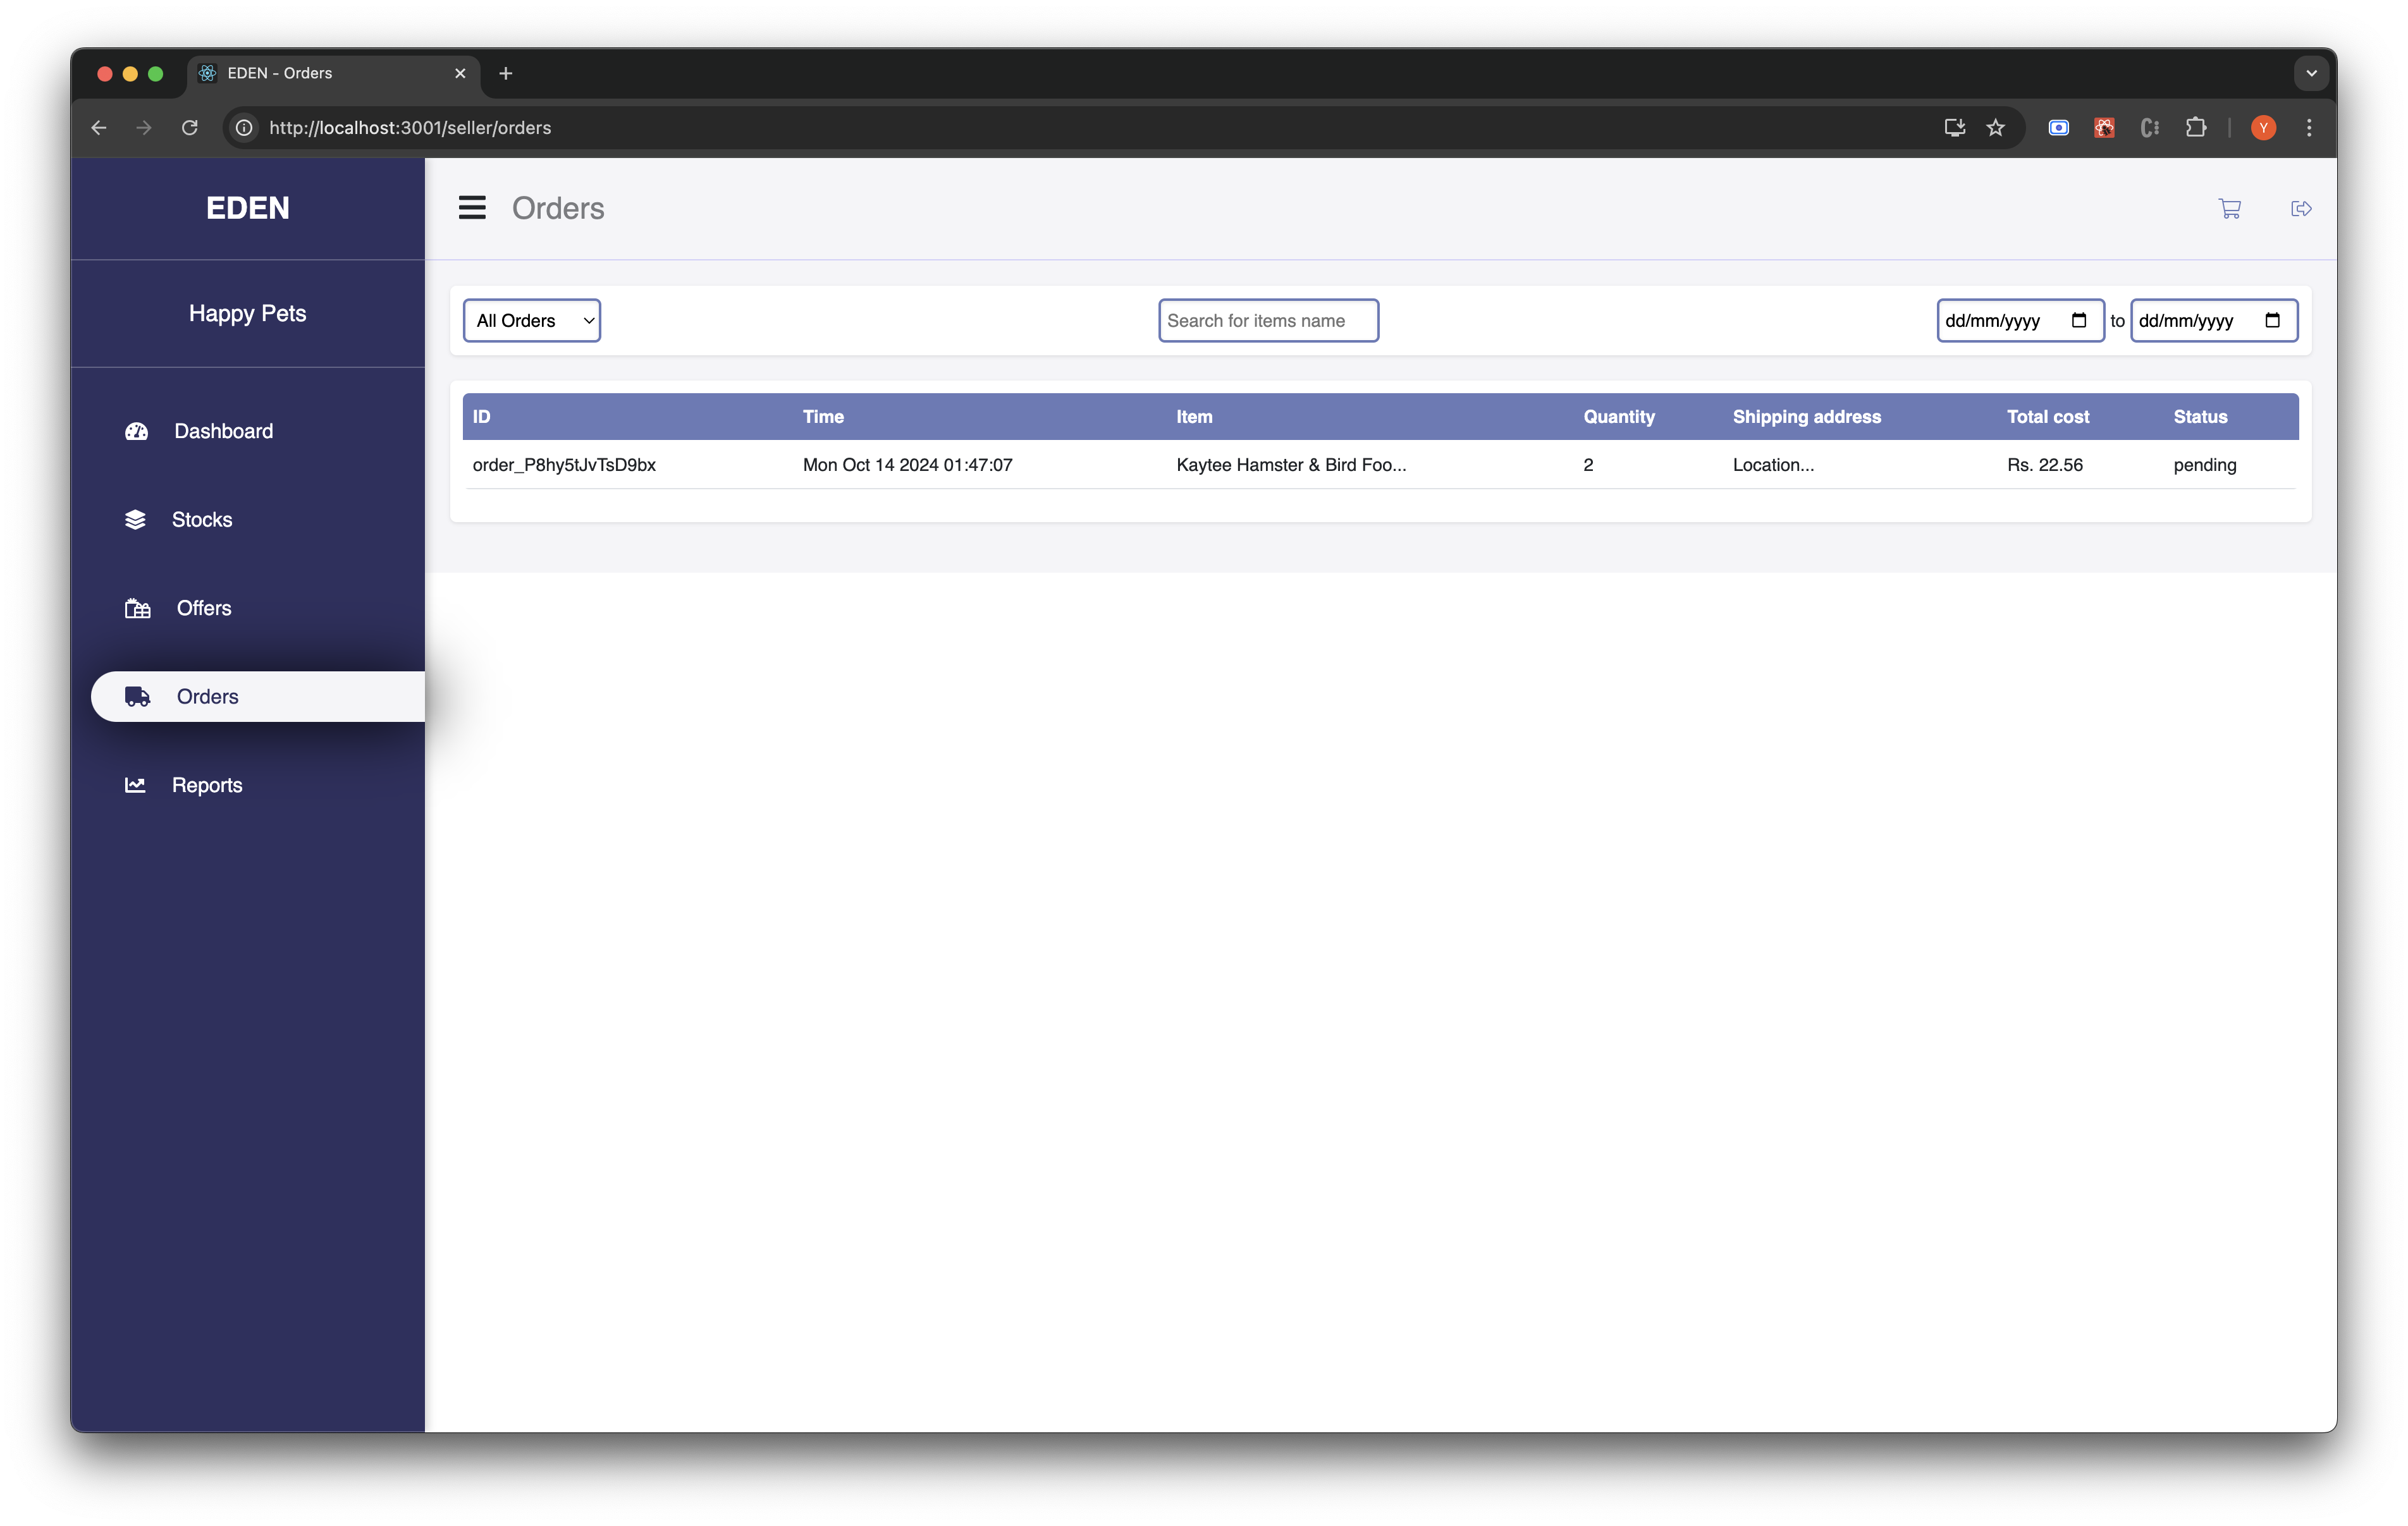 EDEN - Orders
http://localhost:3001/seller/orders
Y
EDEN
Orders
Happy Pets
All Orders
Search for items name
dd/mm/yyyy to dd/mm/yyyy
ID Time Item Quantity Shipping address Total cost Status
order_P8hy5tJvTsD9bx Mon Oct 14 2024 01:47:07 Kaytee Hamster & Bird Foo... 2 Location... Rs. 22.56 pending
Dashboard
Stocks
Offers
Orders
Reports